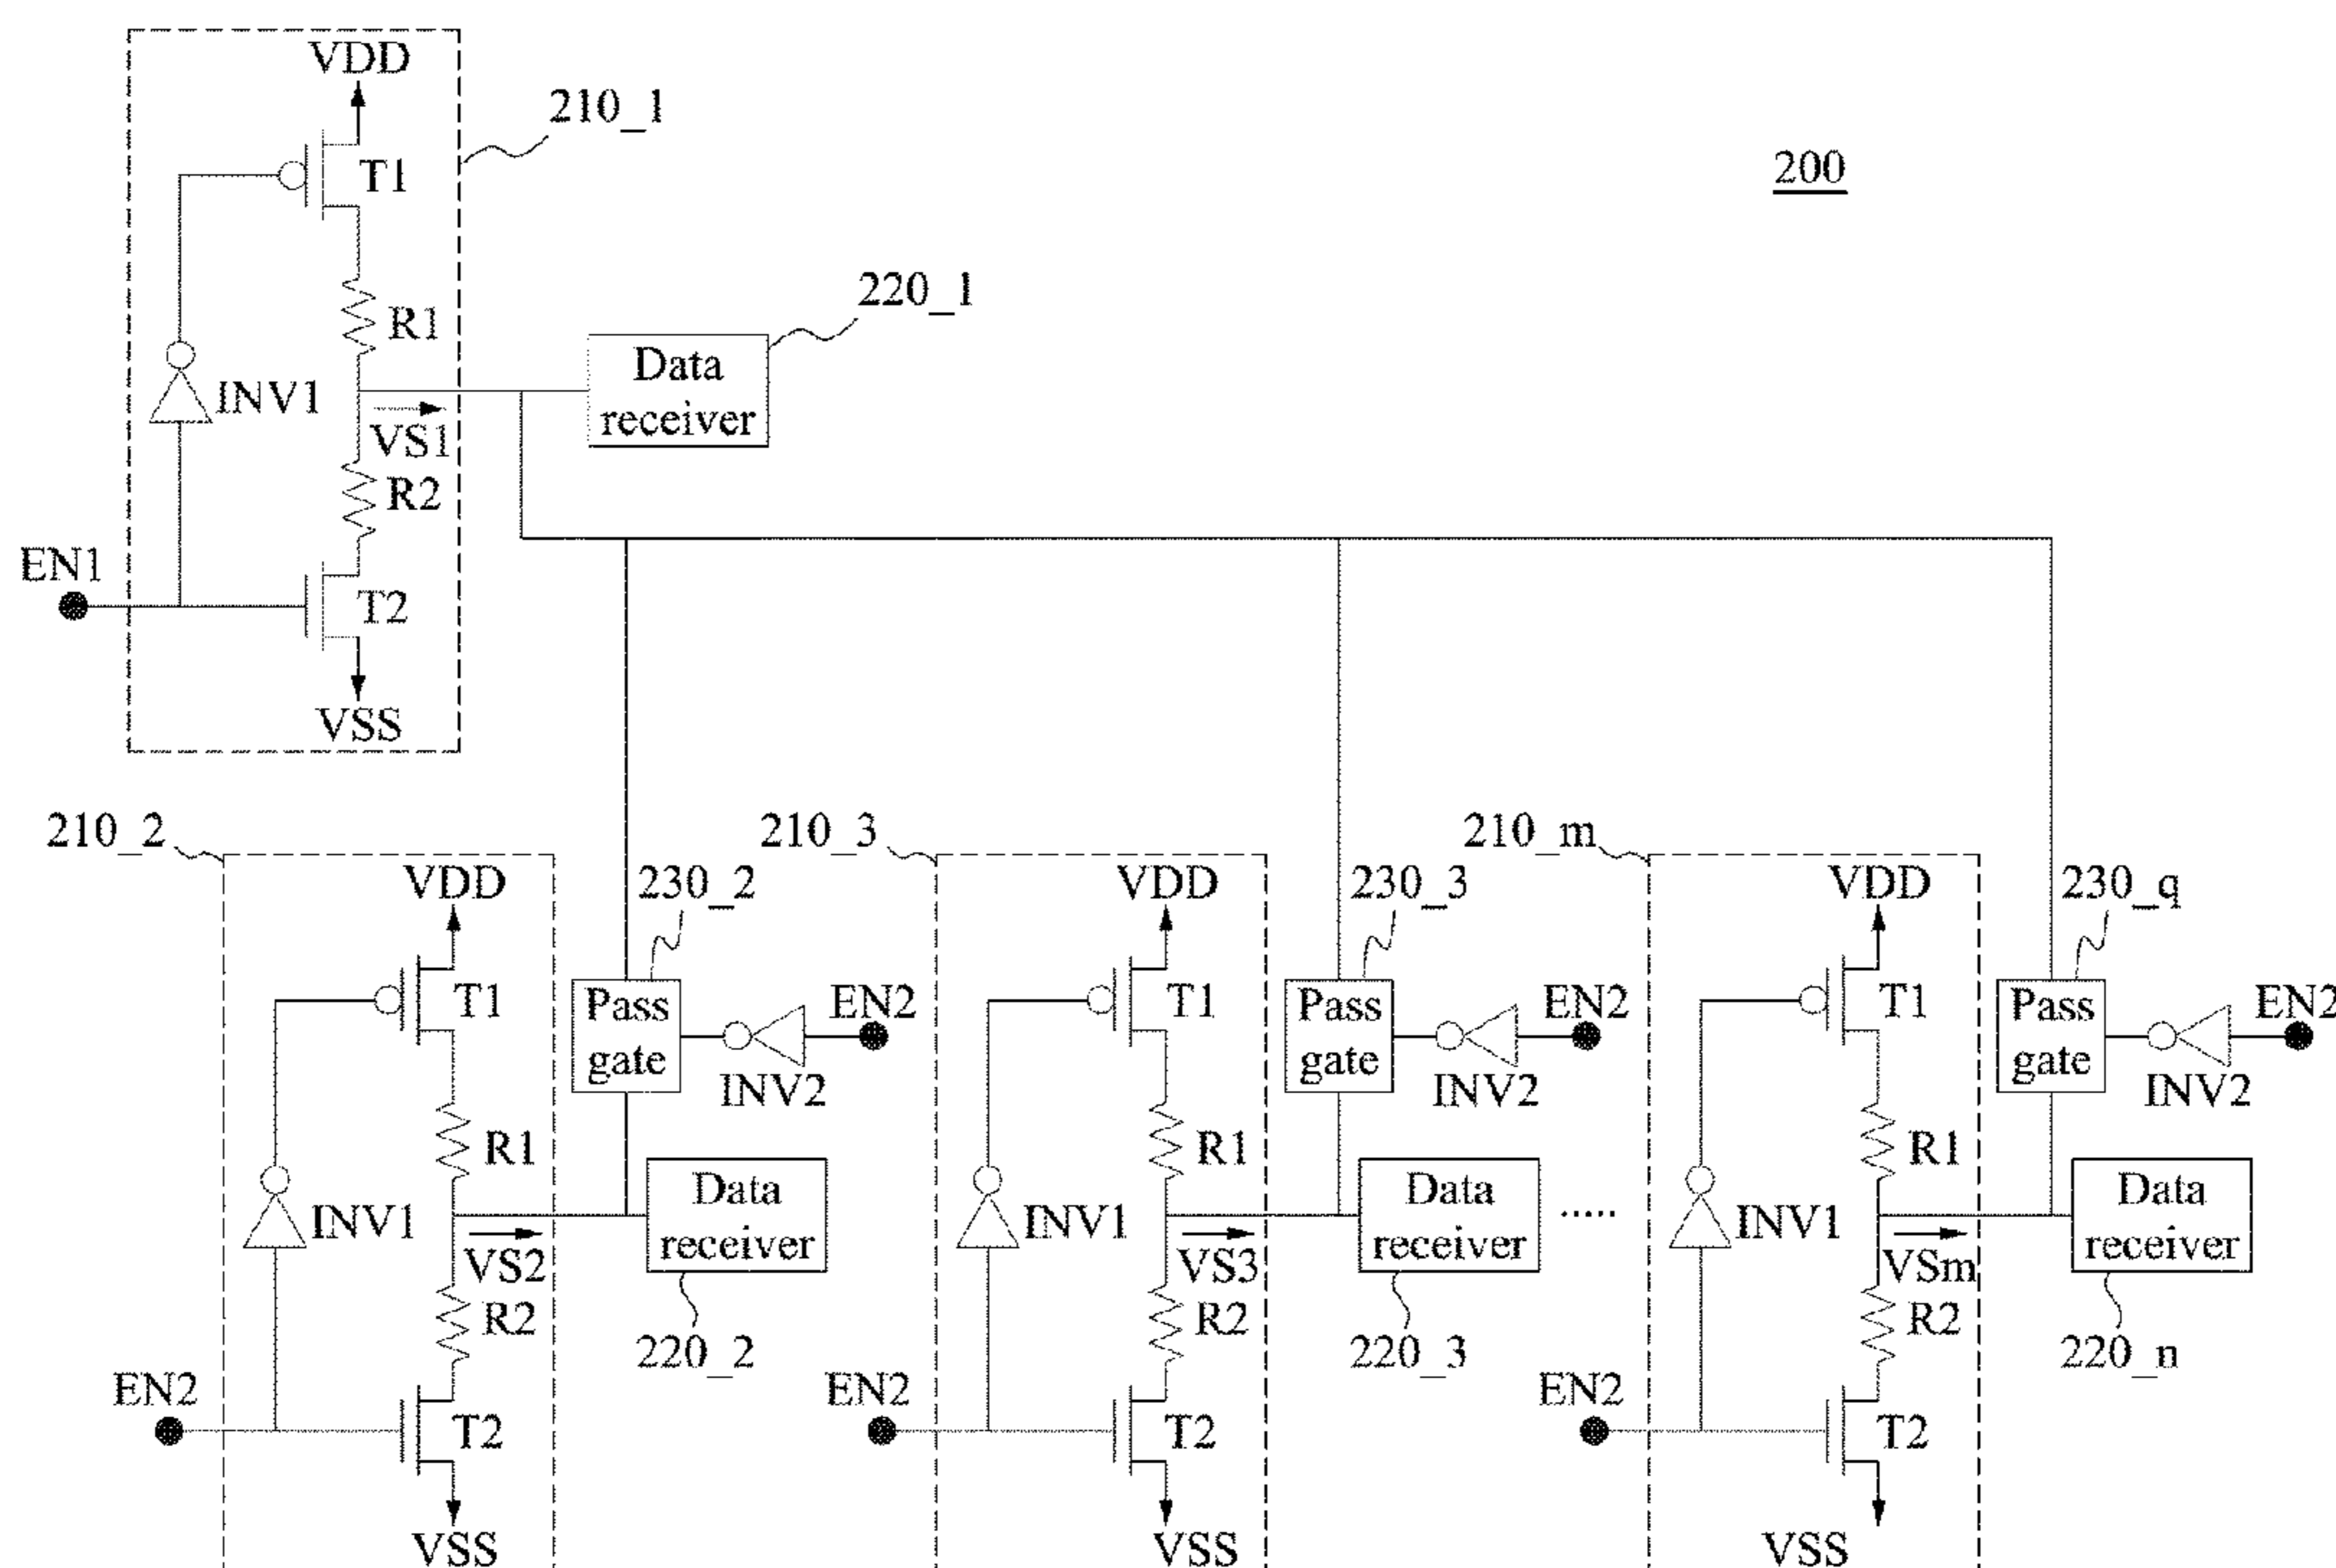 200
210_1
VDD
T1
R1
INV1
VS1
R2
EN1
T2
VSS
220_1
Data
receiver
210_2
VDD
T1
R1
INV1
VS2
R2
EN2
T2
VSS
230_2
Pass
gate
EN2
INV2
Data
receiver
220_2
210_3
VDD
T1
R1
INV1
VS3
R2
EN2
T2
VSS
230_3
Pass
gate
EN2
INV2
Data
receiver
220_3
.....
210_m
VDD
T1
R1
INV1
VSm
R2
EN2
T2
VSS
230_q
Pass
gate
EN2
INV2
Data
receiver
220_n